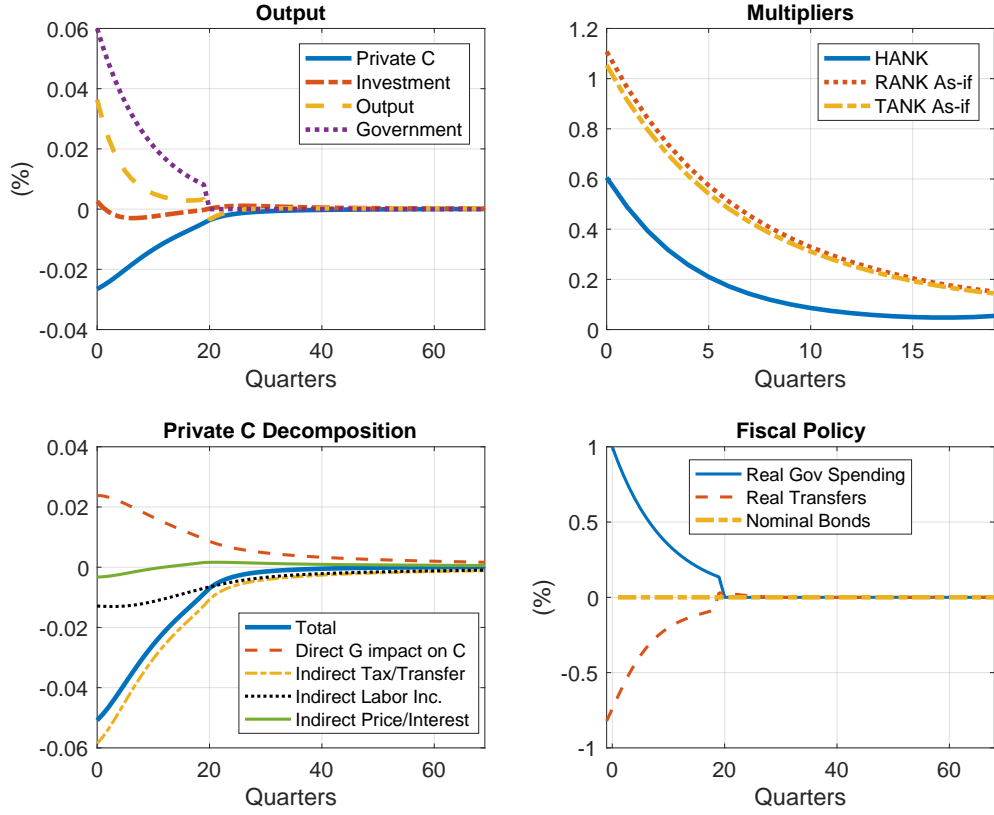 Output
(%)
0.06
0.04
0.02
0
-0.02
-0.04
0
20
40
60
Quarters
Private C
Investment
Output
Government
Multipliers
1.2
1
0.8
0.6
0.4
0.2
0
0
5
10
15
Quarters
HANK
RANK As-if
TANK As-if
Private C Decomposition
0.04
0.02
0
-0.02
-0.04
-0.06
0
20
40
60
Quarters
Total
Direct G impact on C
Indirect Tax/Transfer
Indirect Labor Inc.
Indirect Price/Interest
Fiscal Policy
(%)
1
0.5
0
-0.5
-1
0
20
40
60
Quarters
Real Gov Spending
Real Transfers
Nominal Bonds